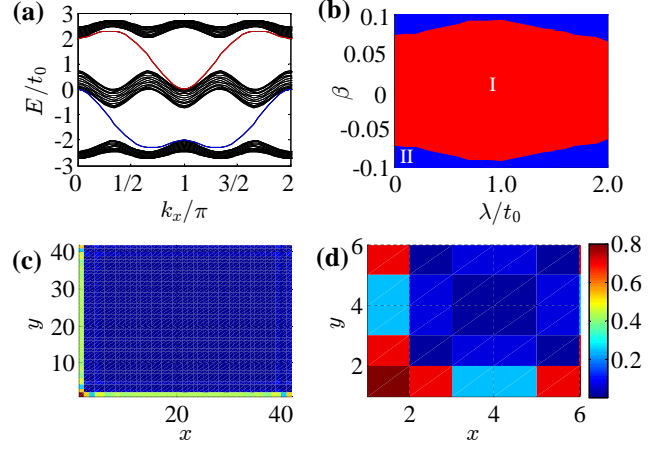 (a)
3
2
1
0
-1
-2
-3
E/t₀
0 1/2 1 3/2 2
kₓ/π
(b)
0.1
0.05
0
-0.05
-0.1
β
I
II
0 1.0 2.0
λ/t₀
(c)
40
30
20
10
y
20 40
x
(d)
6
4
2
y
2 4 6
x
0.8
0.6
0.4
0.2